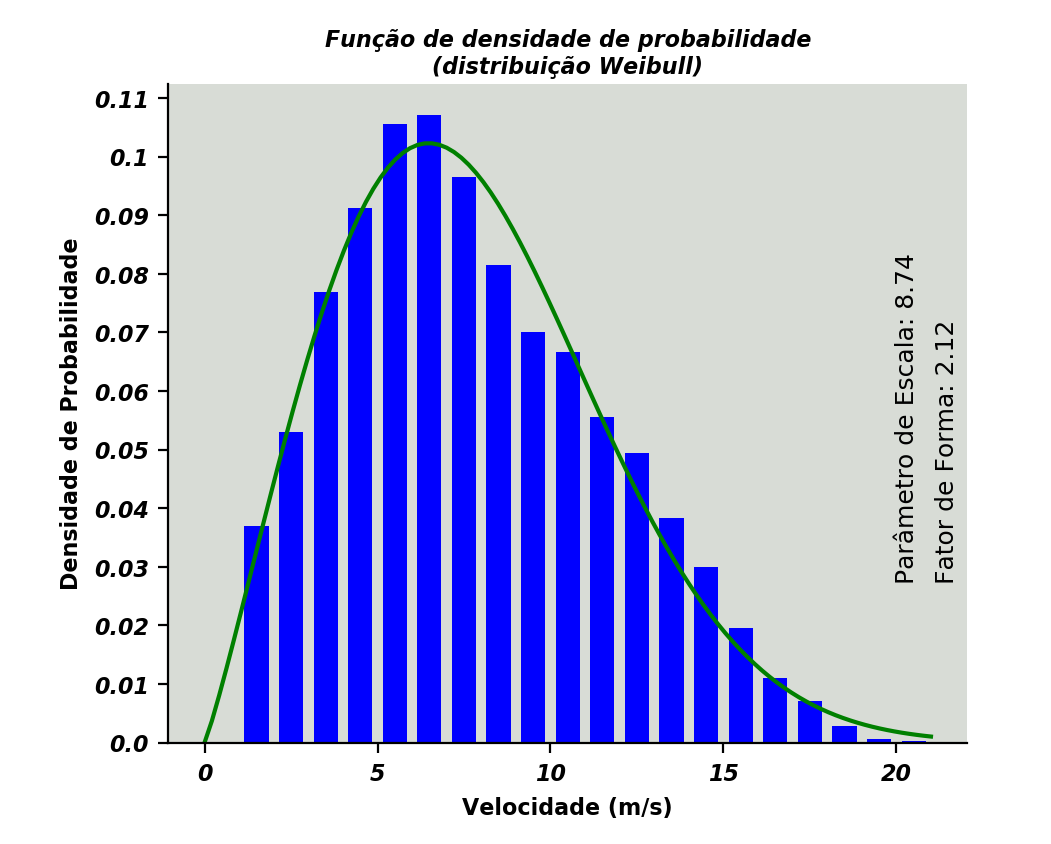 Função de densidade de probabilidade
(distribuição Weibull)
0.11
0.1
0.09
0.08
0.07
0.06
0.05
0.04
0.03
0.02
0.01
0.0
Densidade de Probabilidade
Parâmetro de Escala: 8.74
Fator de Forma: 2.12
0 5 10 15 20
Velocidade (m/s)